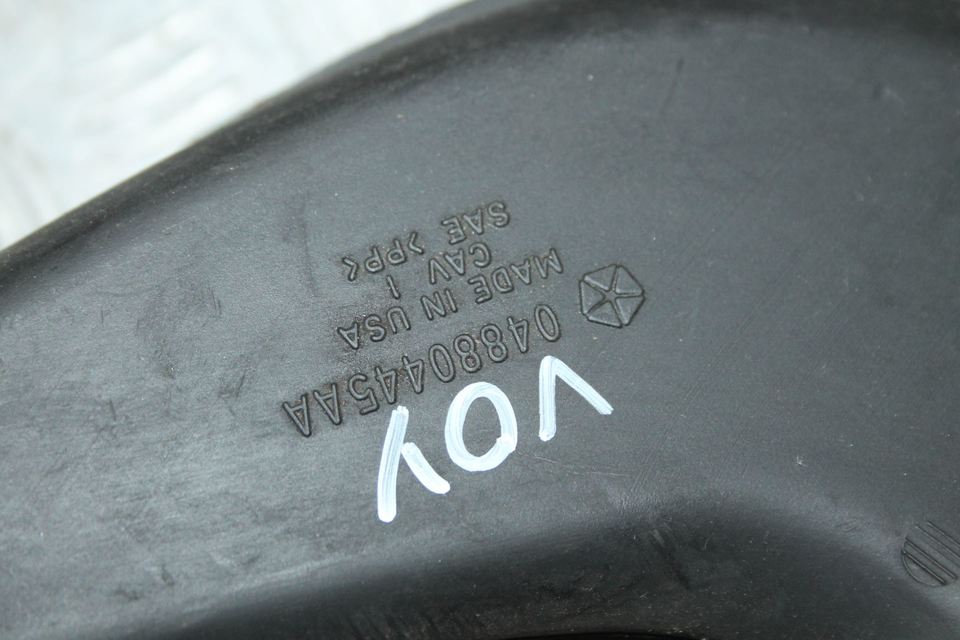 VOY
04880445AA
MADE IN USA
CAV 1
SAE >PP<